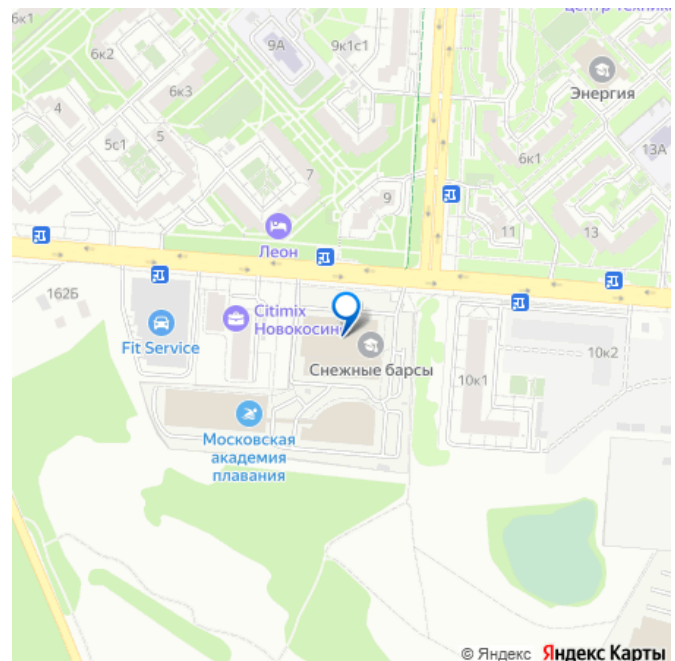 центр техники
6к1
6к2
9А
9к1с1
Энергия
6к3
4
5
5с1
7
9
6к1
13А
11
13
Леон
162Б
Citimix
Новокосино
Fit Service
Снежные барсы
10к1
10к2
Московская
академия
плавания
© Яндекс Яндекс Карты